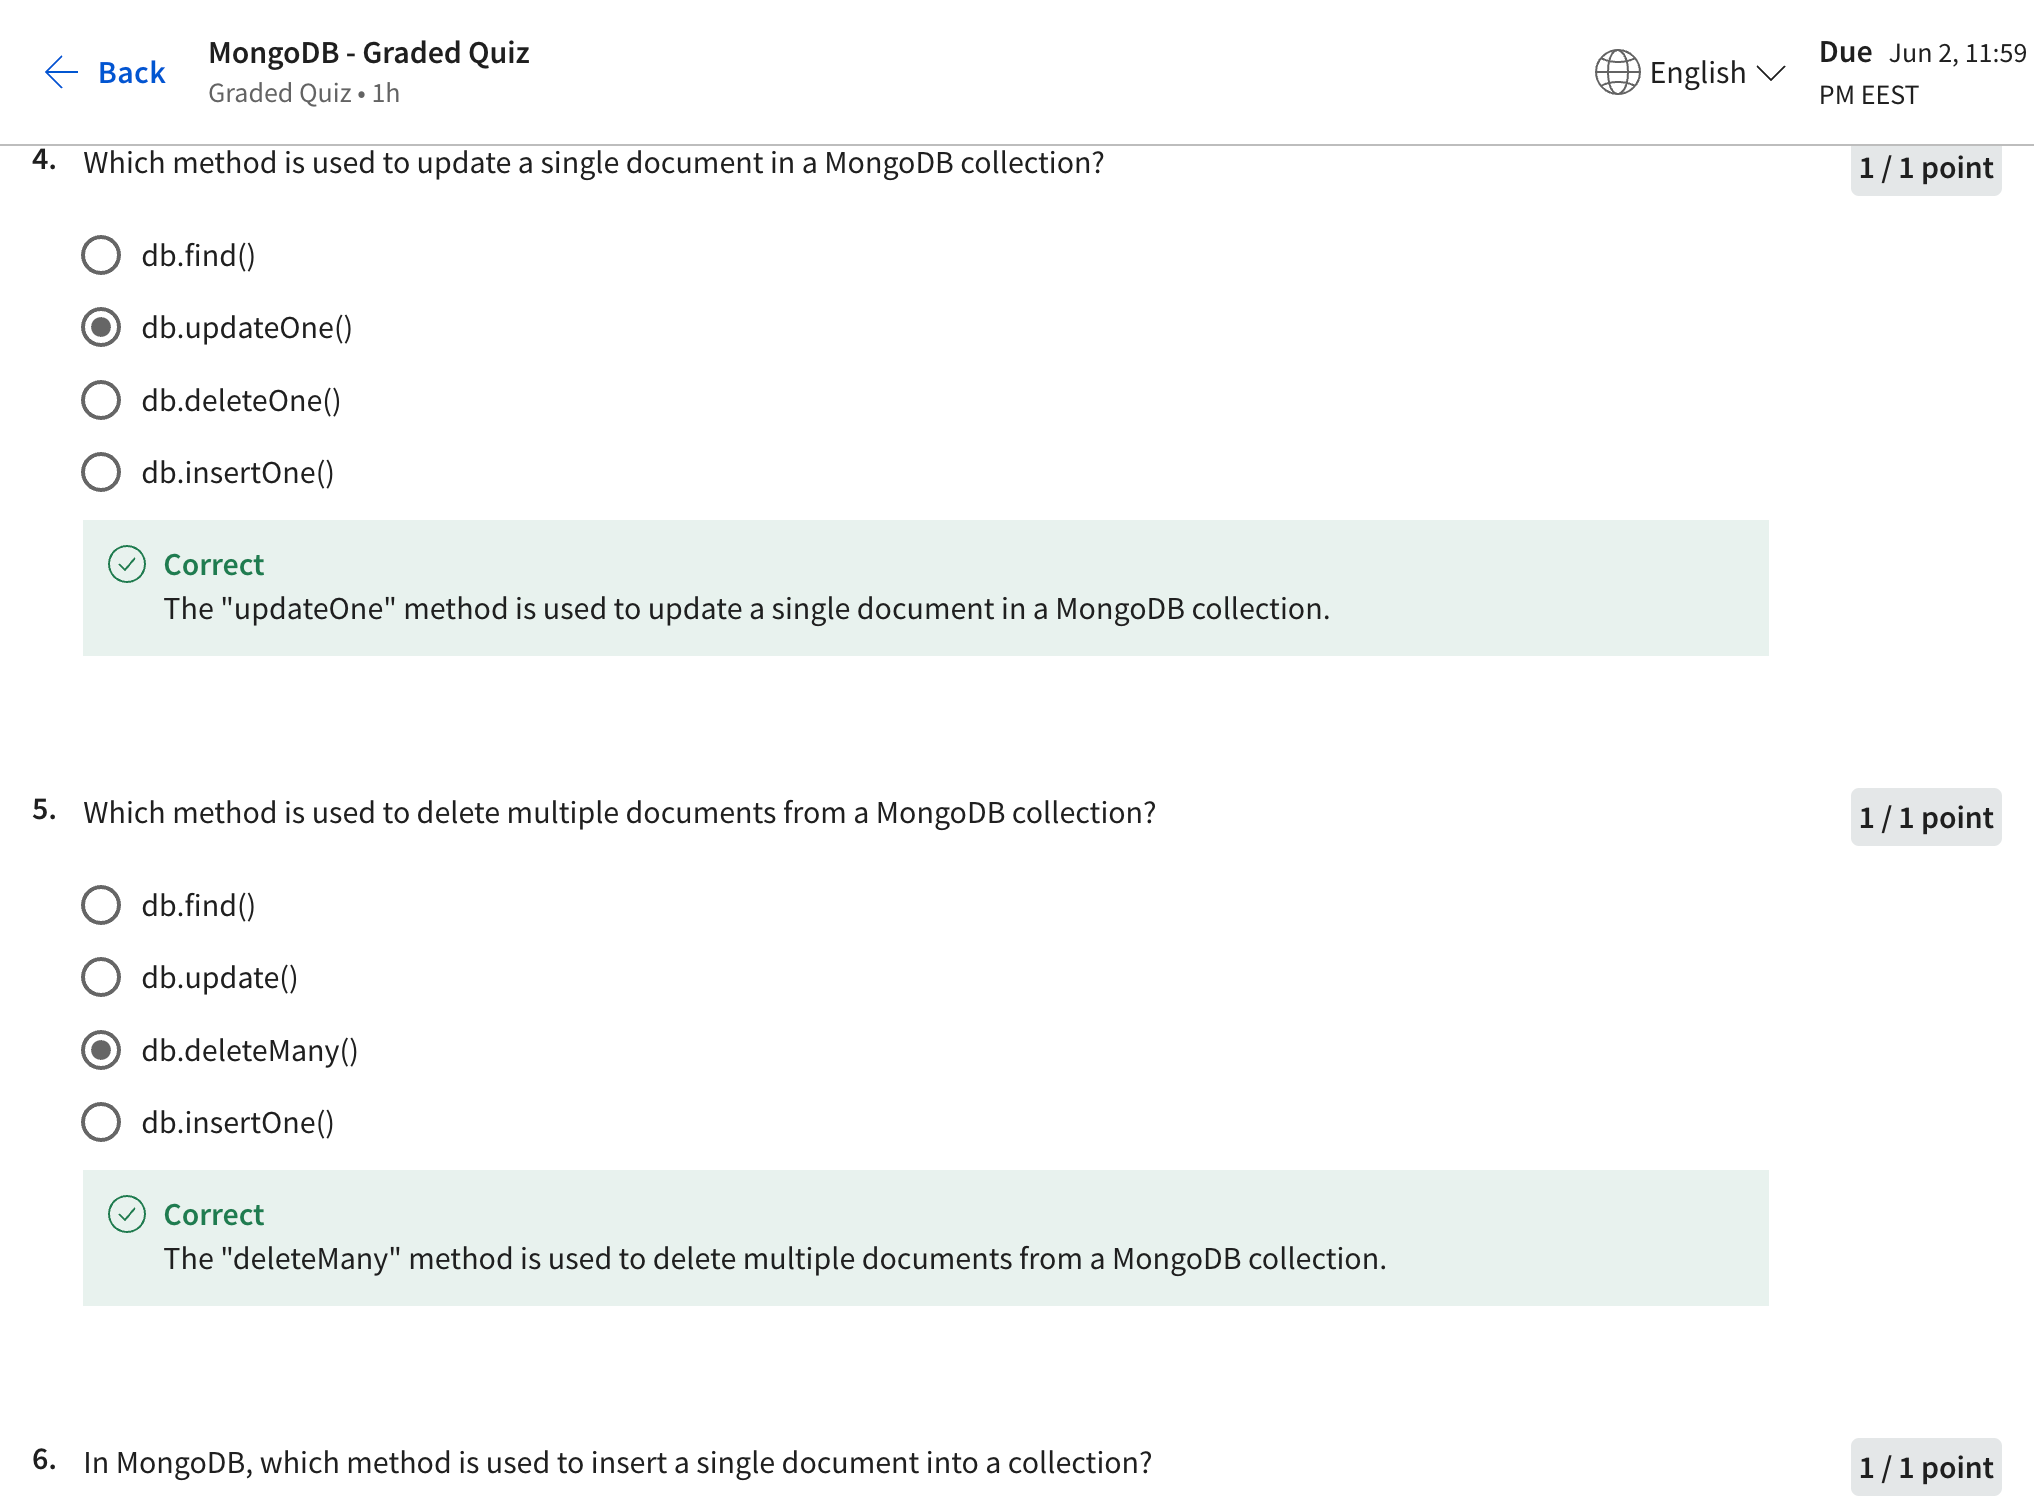 Back
MongoDB - Graded Quiz
Graded Quiz • 1h
English
Due Jun 2, 11:59
PM EEST
4. Which method is used to update a single document in a MongoDB collection?
1 / 1 point
db.find()
db.updateOne()
db.deleteOne()
db.insertOne()
Correct
The "updateOne" method is used to update a single document in a MongoDB collection.
5. Which method is used to delete multiple documents from a MongoDB collection?
1 / 1 point
db.find()
db.update()
db.deleteMany()
db.insertOne()
Correct
The "deleteMany" method is used to delete multiple documents from a MongoDB collection.
6. In MongoDB, which method is used to insert a single document into a collection?
1 / 1 point